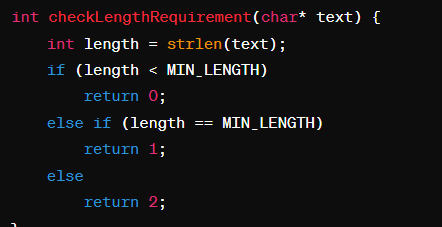 int checkLengthRequirement(char* text) {
    int length = strlen(text);
    if (length < MIN_LENGTH)
        return 0;
    else if (length == MIN_LENGTH)
        return 1;
    else
        return 2;
}